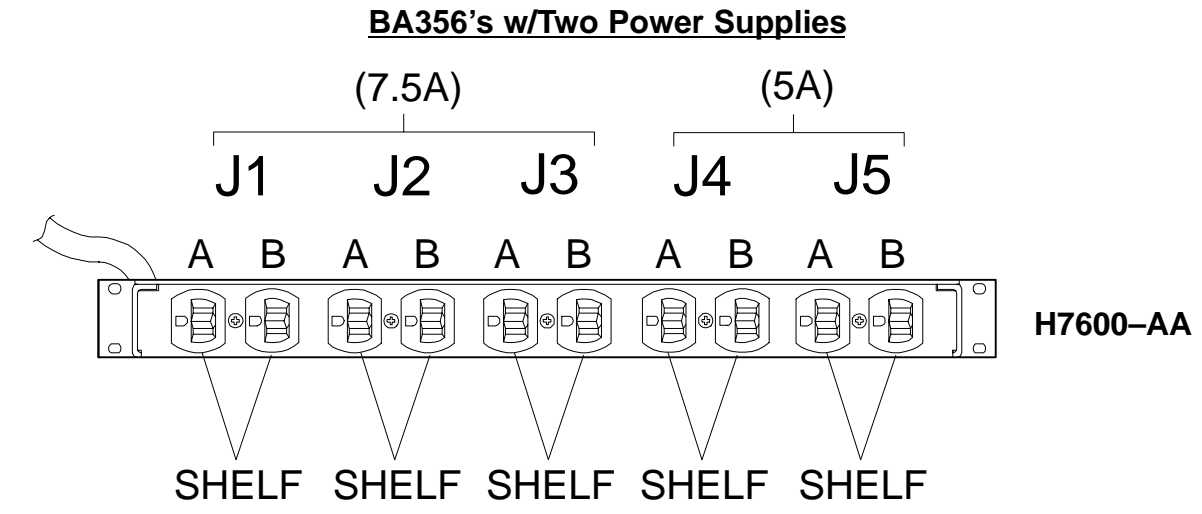 BA356's w/Two Power Supplies
(7.5A) (5A)
J1 J2 J3 J4 J5
A B A B A B A B A B
H7600–AA
SHELF SHELF SHELF SHELF SHELF